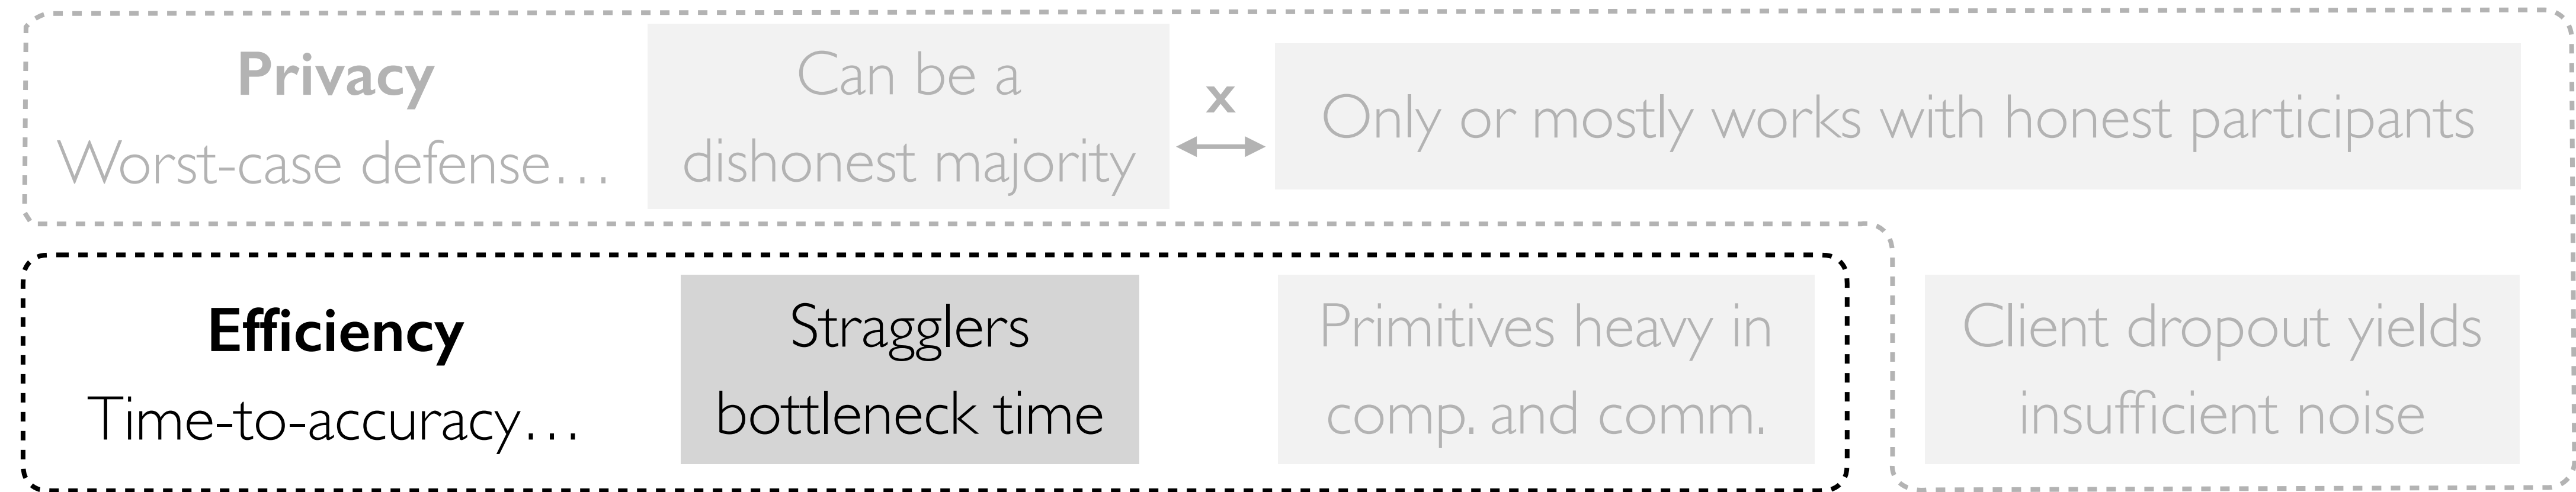 Privacy
Worst-case defense…
Can be a
dishonest majority
x
Only or mostly works with honest participants
Efficiency
Time-to-accuracy…
Stragglers
bottleneck time
Primitives heavy in
comp. and comm.
Client dropout yields
insufficient noise